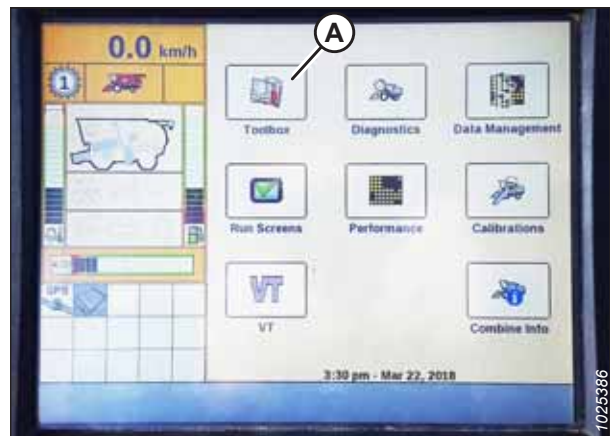 A
0.0 km/h
1
Toolbox
Diagnostics
Data Management
Run Screens
Performance
Calibrations
GPS
VT
VT
Combine Info
3:30 pm - Mar 22, 2018
1025386